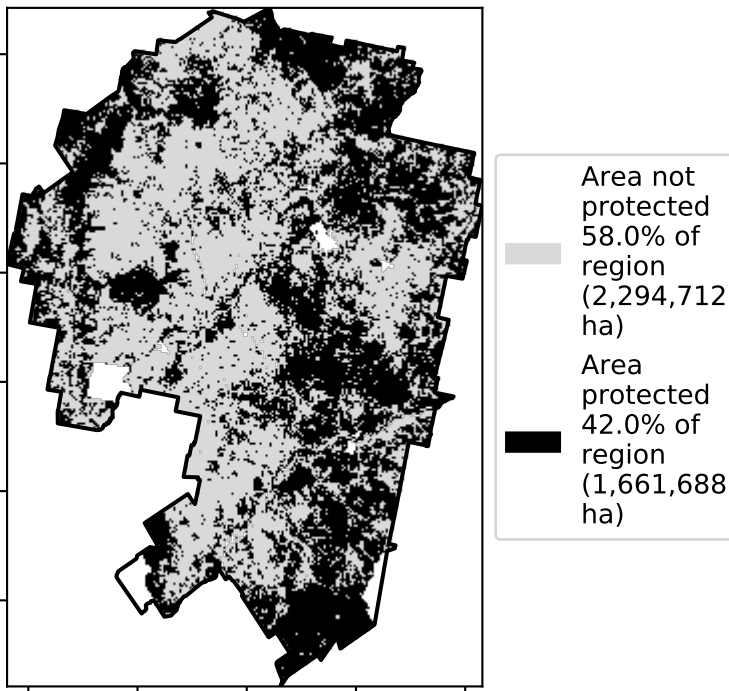 Area not
protected
58.0% of
region
(2,294,712
ha)
Area
protected
42.0% of
region
(1,661,688
ha)